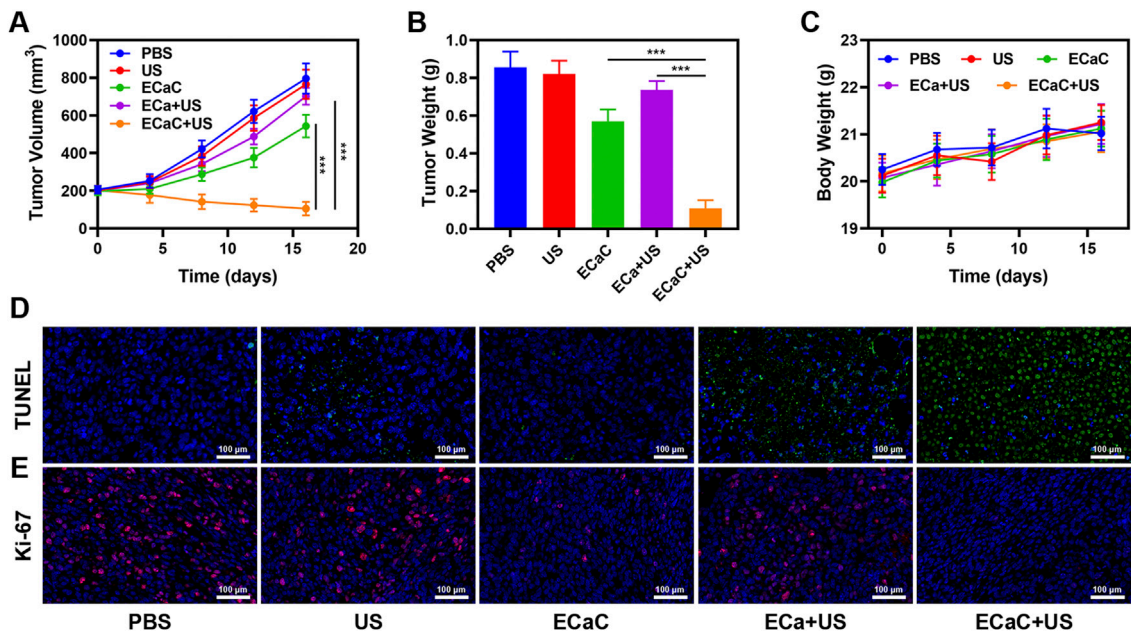 A
Tumor Volume (mm³)
1000
800
600
400
200
0
0 5 10 15 20
Time (days)
PBS
US
ECaC
ECa+US
ECaC+US
***
***
B
Tumor Weight (g)
1.0
0.8
0.6
0.4
0.2
0.0
***
***
PBS
US
ECaC
ECa+US
ECaC+US
C
Body Weight (g)
23
22
21
20
19
0 5 10 15
Time (days)
PBS US ECaC
ECa+US ECaC+US
D
TUNEL
100 μm 100 μm 100 μm 100 μm 100 μm
E
Ki-67
100 μm 100 μm 100 μm 100 μm 100 μm
PBS US ECaC ECa+US ECaC+US